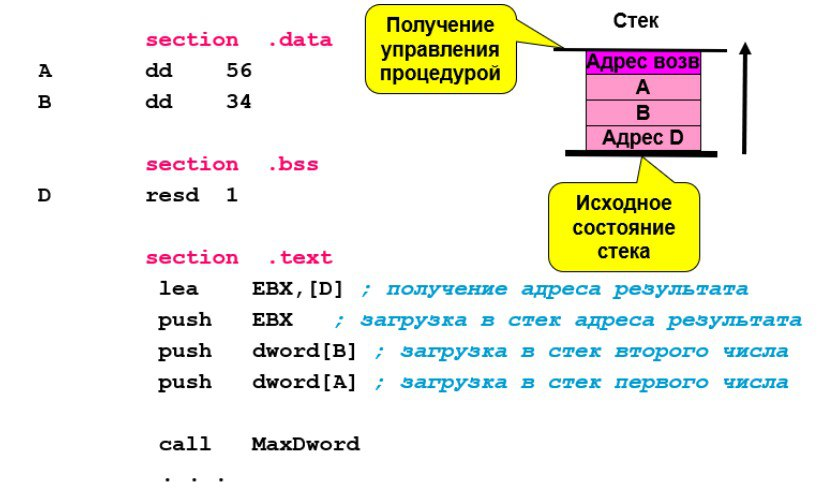 section .data
A dd 56
B dd 34
section .bss
D resd 1
section .text
lea EBX,[D] ; получение адреса результата
push EBX ; загрузка в стек адреса результата
push dword[B] ; загрузка в стек второго числа
push dword[A] ; загрузка в стек первого числа
call MaxDword
. . .
Получение
управления
процедурой
Стек
Адрес возв
A
B
Адрес D
Исходное
состояние
стека